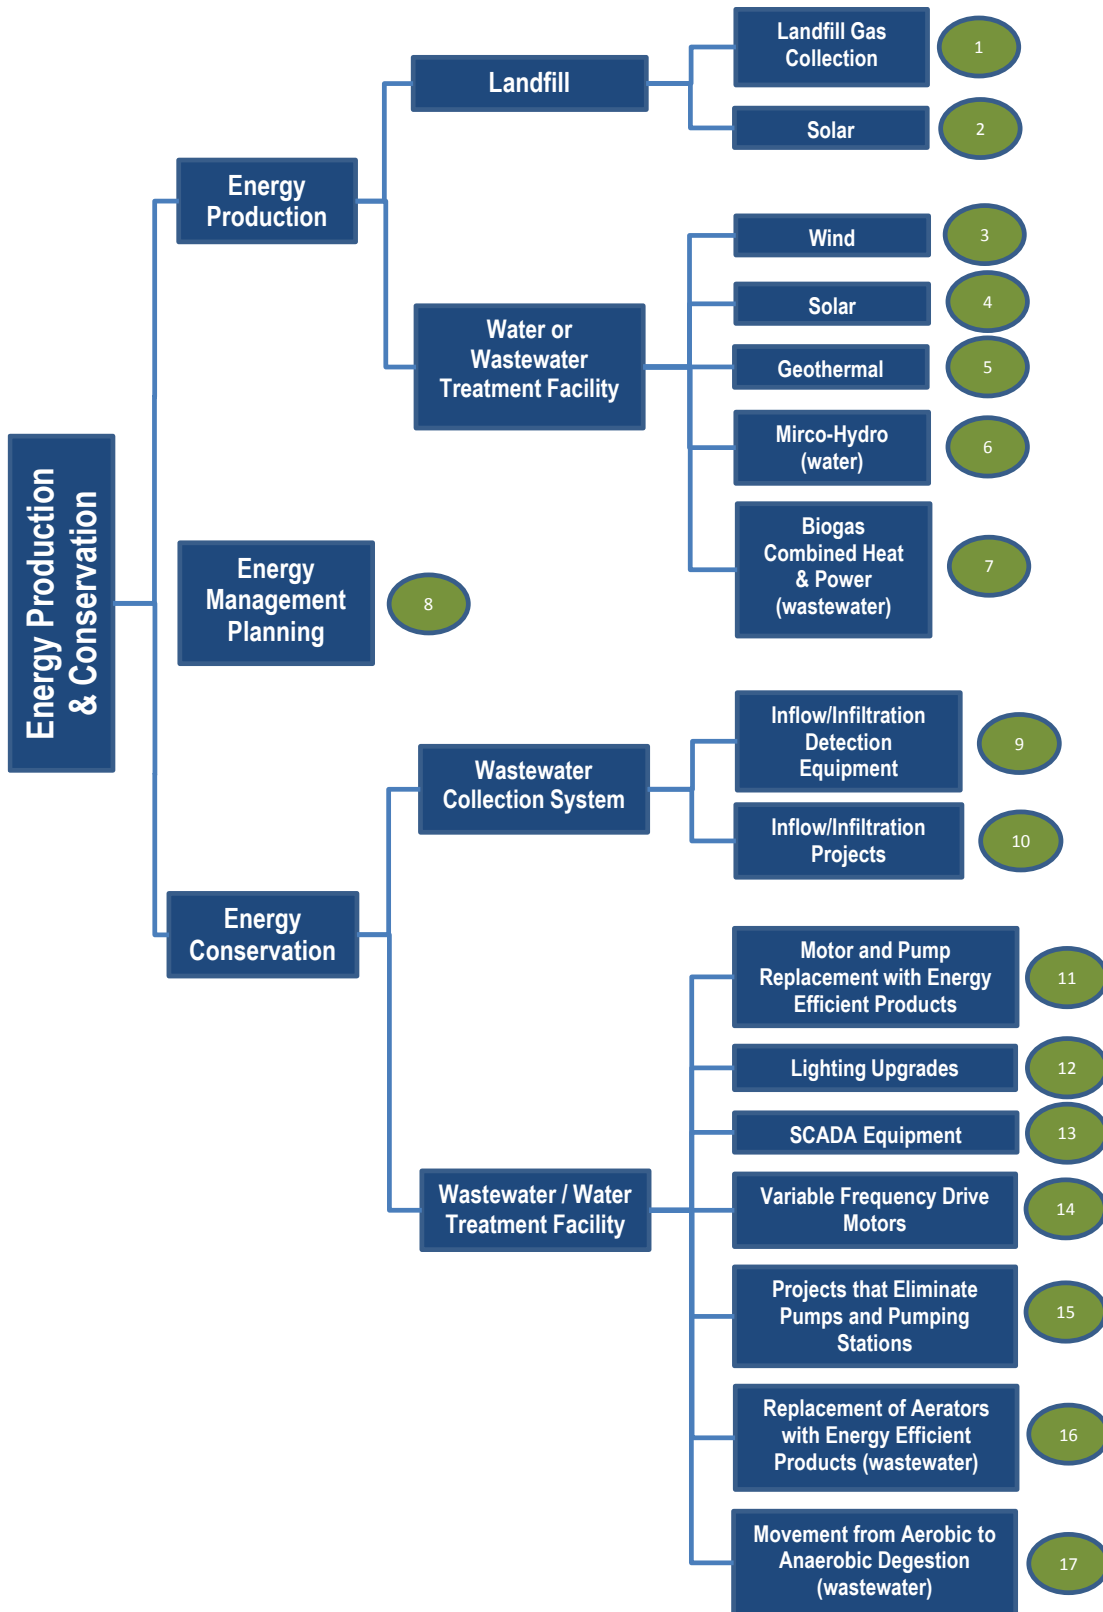 Energy Production
& Conservation
Energy
Production
Landfill
Landfill Gas
Collection
1
Solar
2
Water or
Wastewater
Treatment Facility
Wind
3
Solar
4
Geothermal
5
Mirco-Hydro
(water)
6
Biogas
Combined Heat
& Power
(wastewater)
7
Energy
Management
Planning
8
Energy
Conservation
Wastewater
Collection System
Inflow/Infiltration
Detection
Equipment
9
Inflow/Infiltration
Projects
10
Wastewater / Water
Treatment Facility
Motor and Pump
Replacement with Energy
Efficient Products
11
Lighting Upgrades
12
SCADA Equipment
13
Variable Frequency Drive
Motors
14
Projects that Eliminate
Pumps and Pumping
Stations
15
Replacement of Aerators
with Energy Efficient
Products (wastewater)
16
Movement from Aerobic to
Anaerobic Degestion
(wastewater)
17